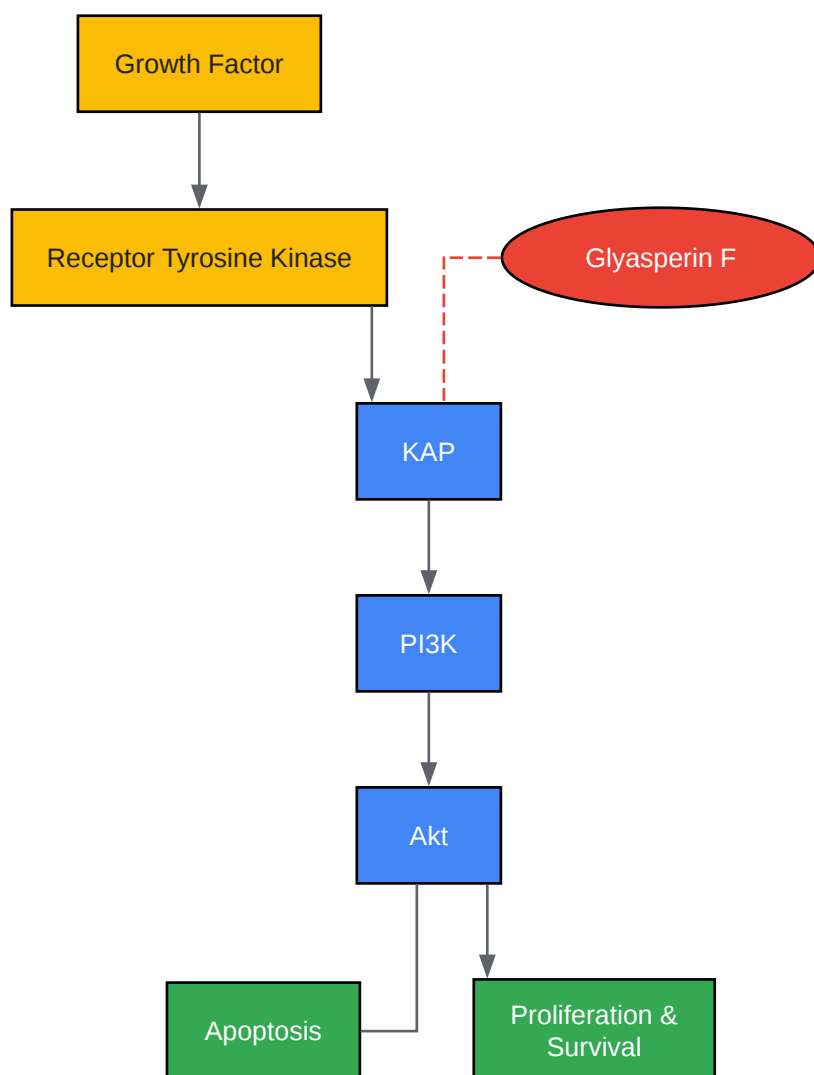 Growth Factor
Receptor Tyrosine Kinase
Glyasperin F
KAP
PI3K
Akt
Apoptosis
Proliferation &
Survival